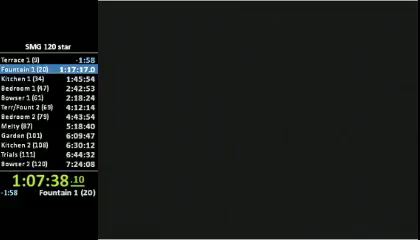 SMG 120 star
Terrace 1 (9) -1:58
Fountain 1 (20) 1:17:17.0
Kitchen 1 (34) 1:45:54
Bedroom 1 (47) 2:42:53
Bowser 1 (61) 2:18:24
Terr/Fount 2 (69) 4:12:14
Bedroom 2 (79) 4:43:54
Melty (87) 5:18:40
Garden (101) 6:09:47
Kitchen 2 (108) 6:30:12
Trials (111) 6:44:32
Bowser 2 (120) 7:24:08
1:07:38.10
-1:58 Fountain 1 (20)